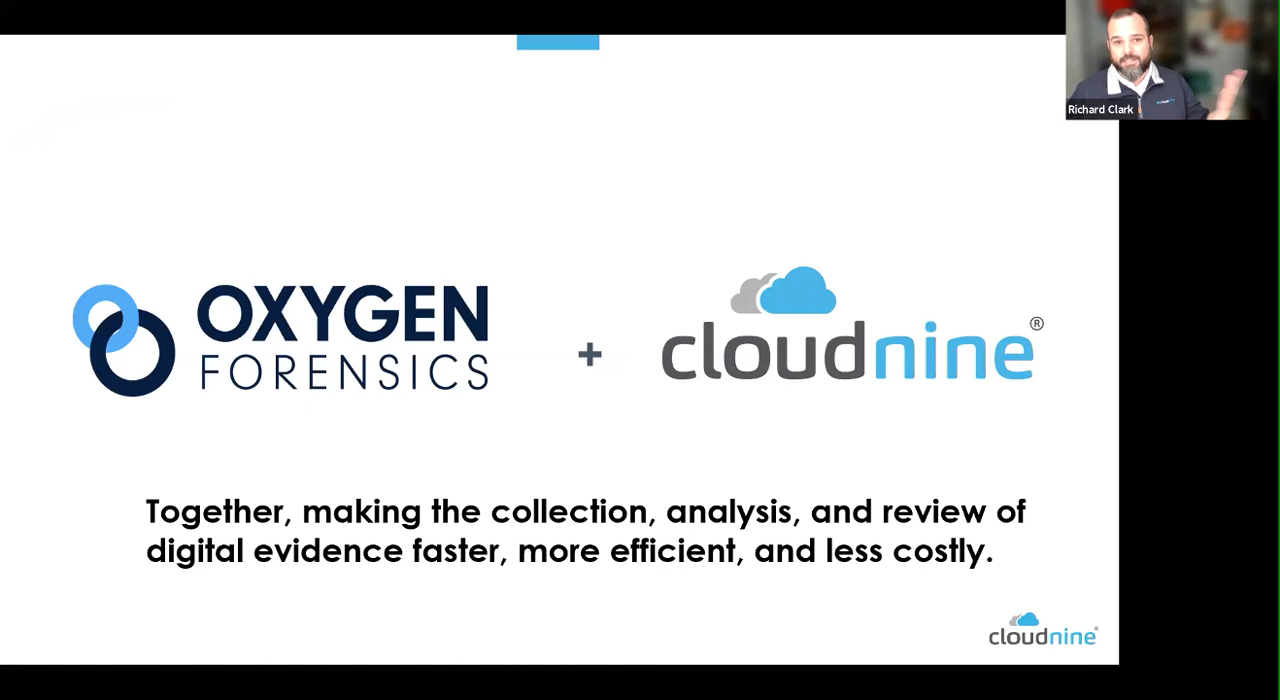 Richard Clark
OXYGEN
FORENSICS
+
cloudnine®
Together, making the collection, analysis, and review of
digital evidence faster, more efficient, and less costly.
cloudnine®